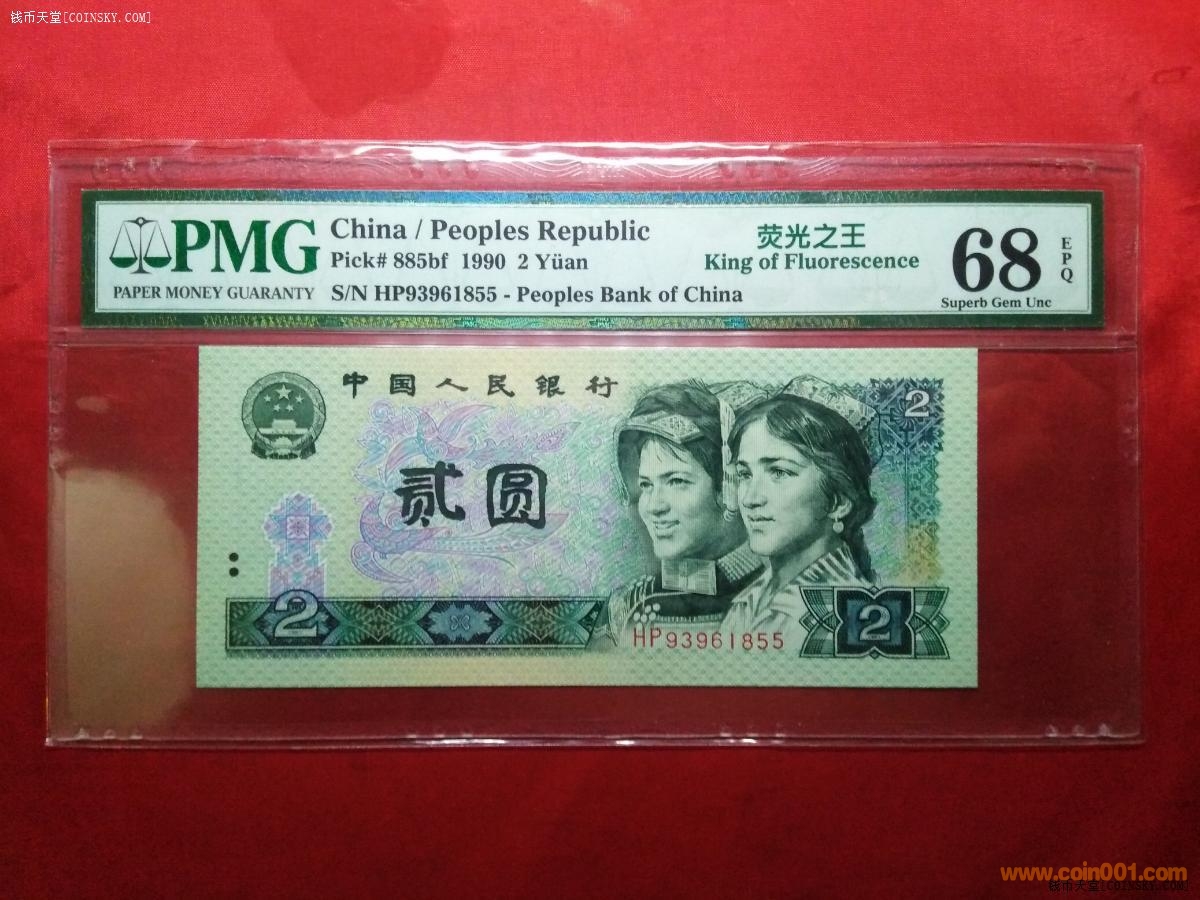 钱币天堂[COINSKY.COM]
PMG
PAPER MONEY GUARANTY
China / Peoples Republic
Pick# 885bf 1990 2 Yüan
S/N HP93961855 - Peoples Bank of China
荧光之王
King of Fluorescence
68
EPQ
Superb Gem Unc
中国人民银行
2
贰圆
2
HP93961855
2
www.coin001.com
钱币天堂[COINSKY.COM]